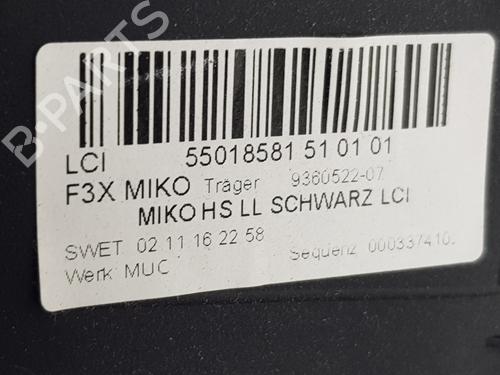 B-PARTS
LCI 55018581 51 01 01
F3X MIKO Träger 9360522-07
MIKO HS LL SCHWARZ LCI
SWET 02 11 16 22 58
Werk MUC Sequenz 000337410